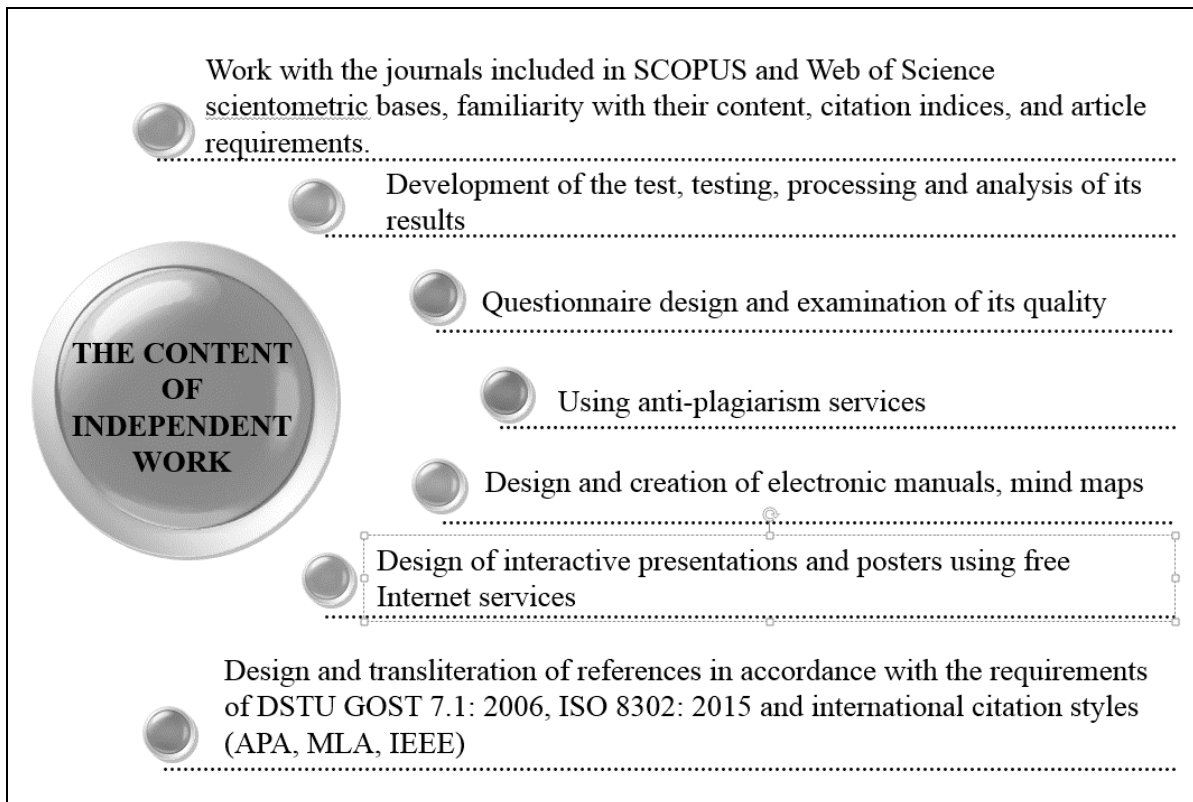 Work with the journals included in SCOPUS and Web of Science
scientometric bases, familiarity with their content, citation indices, and article
requirements.
Development of the test, testing, processing and analysis of its
results
Questionnaire design and examination of its quality
THE CONTENT
OF
INDEPENDENT
WORK
Using anti-plagiarism services
Design and creation of electronic manuals, mind maps
Design of interactive presentations and posters using free
Internet services
Design and transliteration of references in accordance with the requirements
of DSTU GOST 7.1: 2006, ISO 8302: 2015 and international citation styles
(APA, MLA, IEEE)